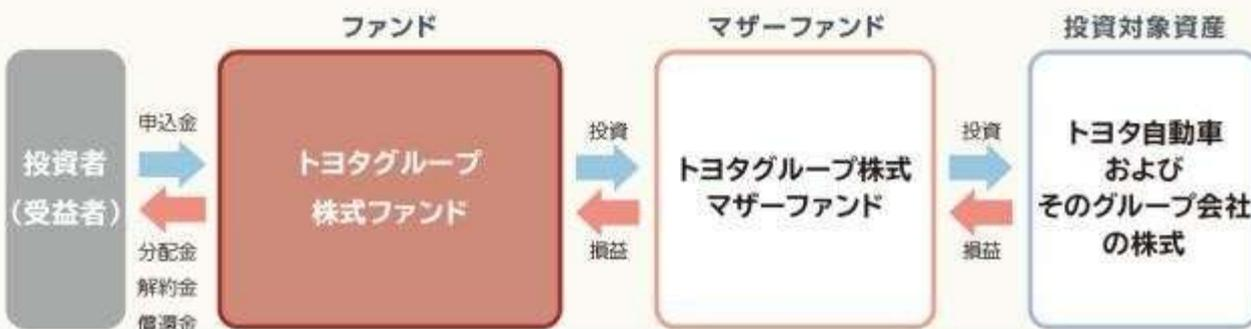 ファンド
マザーファンド
投資対象資産
投資者
（受益者）
申込金
分配金
解約金
償還金
トヨタグループ
株式ファンド
投資
損益
トヨタグループ株式
マザーファンド
投資
損益
トヨタ自動車
および
そのグループ会社
の株式